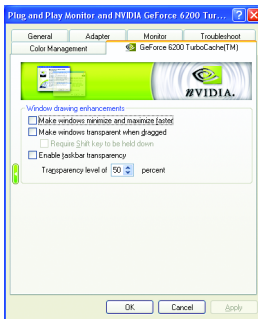 Plug and Play Monitor and NVIDIA GeForce 6200 Tur...
General Adapter Monitor Troubleshoot
Color Management GeForce 6200 TurboCache(TM)
NVIDIA.
Window drawing enhancements
Make windows minimize and maximize faster
Make windows transparent when dragged
Require Shift key to be held down
Enable taskbar transparency
Transparency level of 50 percent
OK Cancel Apply